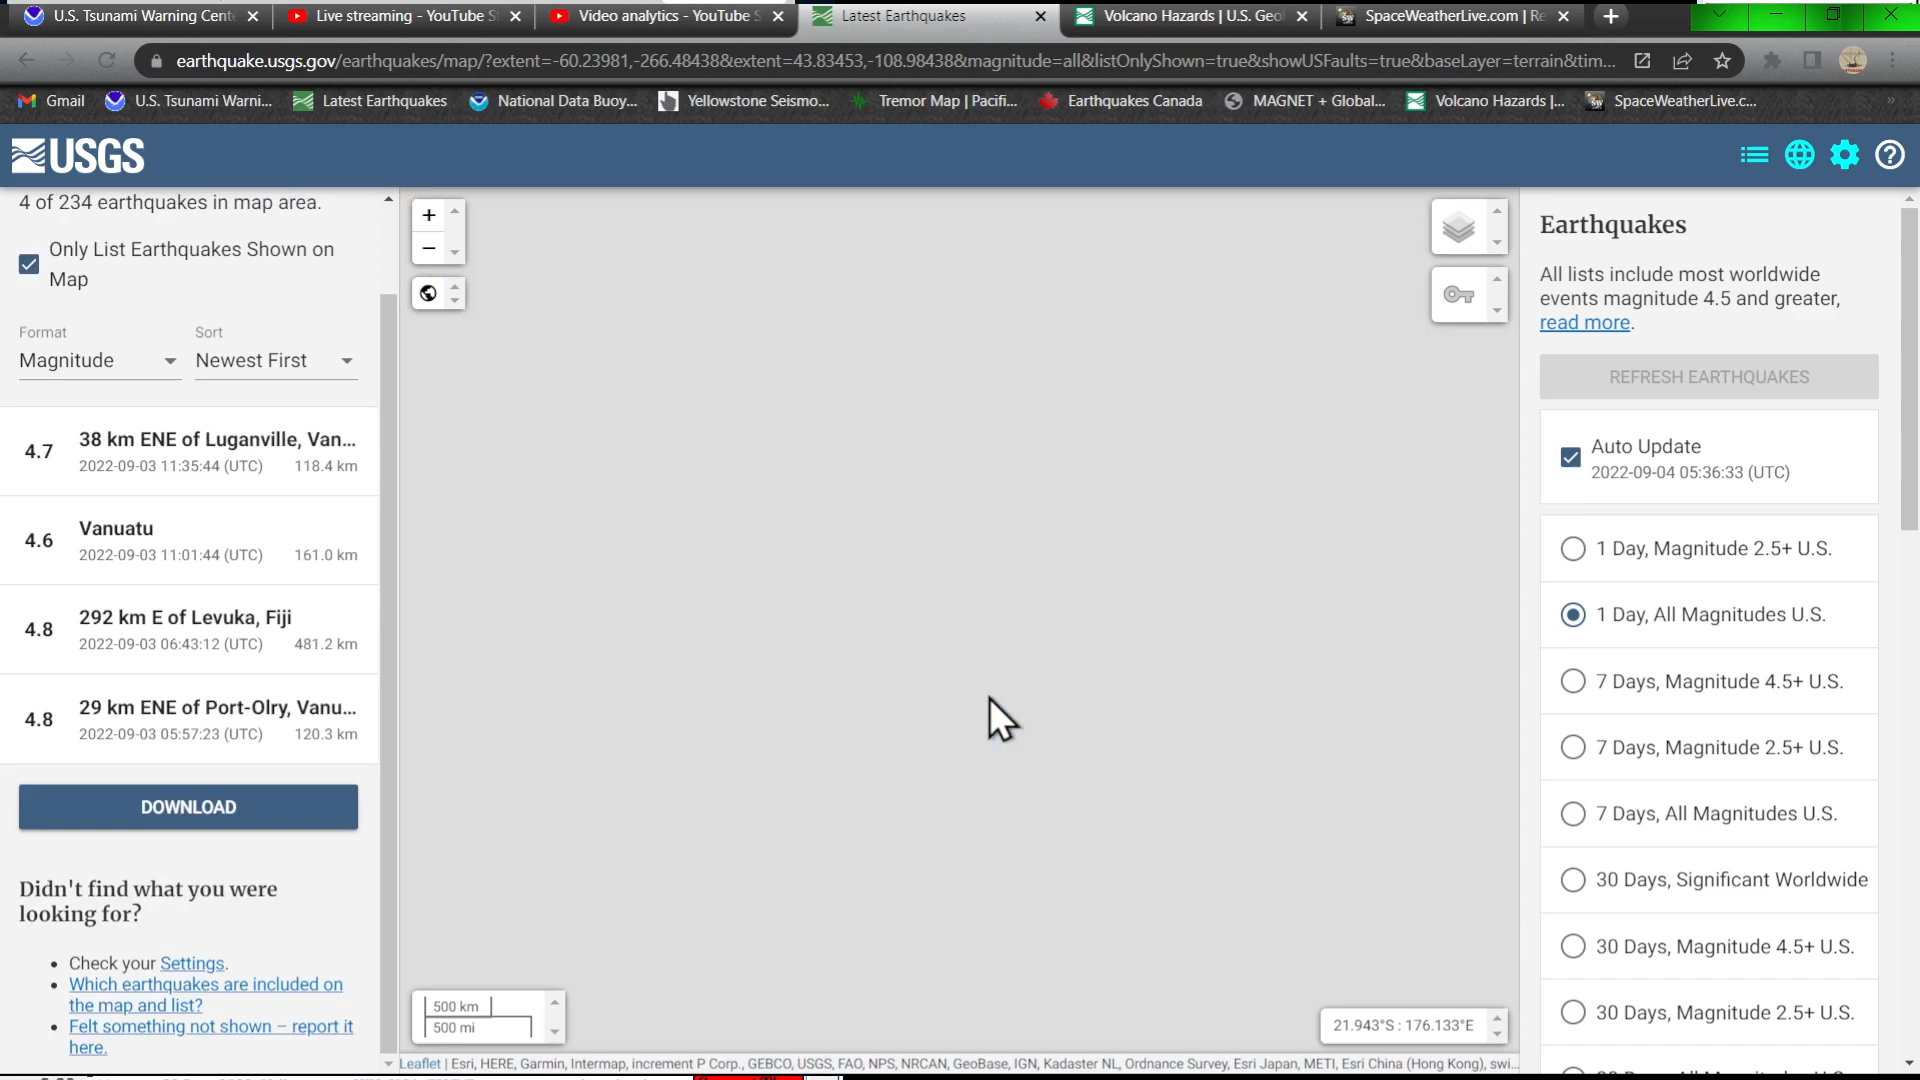 U.S. Tsunami Warning Cent
Live streaming - YouTube S
Video analytics - YouTube S
Latest Earthquakes
Volcano Hazards | U.S. Geo
SpaceWeatherLive.com | Re
earthquake.usgs.gov/earthquakes/map/?extent=-60.23981,-266.48438&extent=43.83453,-108.98438&magnitude=all&listOnlyShown=true&showUSFaults=true&baseLayer=terrain&tim...
Gmail
U.S. Tsunami Warni...
Latest Earthquakes
National Data Buoy...
Yellowstone Seismo...
Tremor Map | Pacifi...
Earthquakes Canada
MAGNET + Global...
Volcano Hazards |...
SpaceWeatherLive.c...
USGS
4 of 234 earthquakes in map area.
Only List Earthquakes Shown on
Map
Format
Sort
Magnitude
Newest First
4.7
38 km ENE of Luganville, Van...
2022-09-03 11:35:44 (UTC) 118.4 km
4.6
Vanuatu
2022-09-03 11:01:44 (UTC) 161.0 km
4.8
292 km E of Levuka, Fiji
2022-09-03 06:43:12 (UTC) 481.2 km
4.8
29 km ENE of Port-Olry, Vanu...
2022-09-03 05:57:23 (UTC) 120.3 km
DOWNLOAD
Didn't find what you were
looking for?
Check your Settings.
Which earthquakes are included on
the map and list?
Felt something not shown – report it
here.
+
−
500 km
500 mi
21.943°S : 176.133°E
Leaflet | Esri, HERE, Garmin, Intermap, increment P Corp., GEBCO, USGS, FAO, NPS, NRCAN, GeoBase, IGN, Kadaster NL, Ordnance Survey, Esri Japan, METI, Esri China (Hong Kong), swi...
Earthquakes
All lists include most worldwide
events magnitude 4.5 and greater,
read more.
REFRESH EARTHQUAKES
Auto Update
2022-09-04 05:36:33 (UTC)
1 Day, Magnitude 2.5+ U.S.
1 Day, All Magnitudes U.S.
7 Days, Magnitude 4.5+ U.S.
7 Days, Magnitude 2.5+ U.S.
7 Days, All Magnitudes U.S.
30 Days, Significant Worldwide
30 Days, Magnitude 4.5+ U.S.
30 Days, Magnitude 2.5+ U.S.